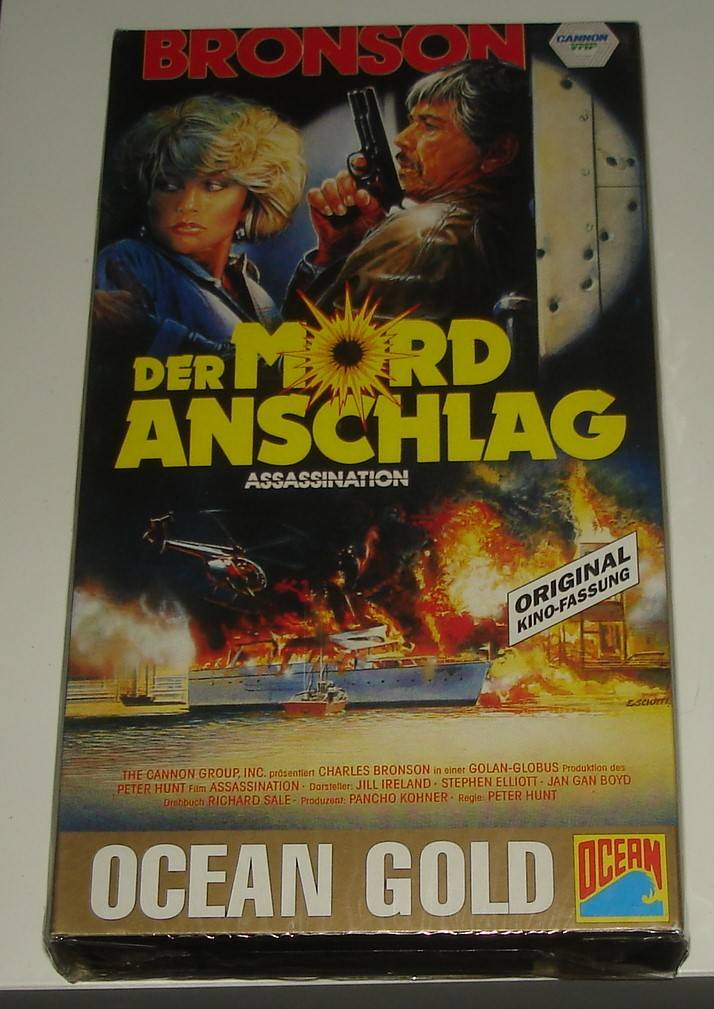 BRONSON
CANNON
DER MORD
ANSCHLAG
ASSASSINATION
ORIGINAL
KINO-FASSUNG
THE CANNON GROUP, INC. präsentiert CHARLES BRONSON in einer GOLAN-GLOBUS Produktion des
PETER HUNT Film ASSASSINATION · Darsteller: JILL IRELAND · STEPHEN ELLIOTT · JAN GAN BOYD
Drehbuch RICHARD SALE · Produzent: PANCHO KOHNER · Regie: PETER HUNT
OCEAN GOLD
OCEAN